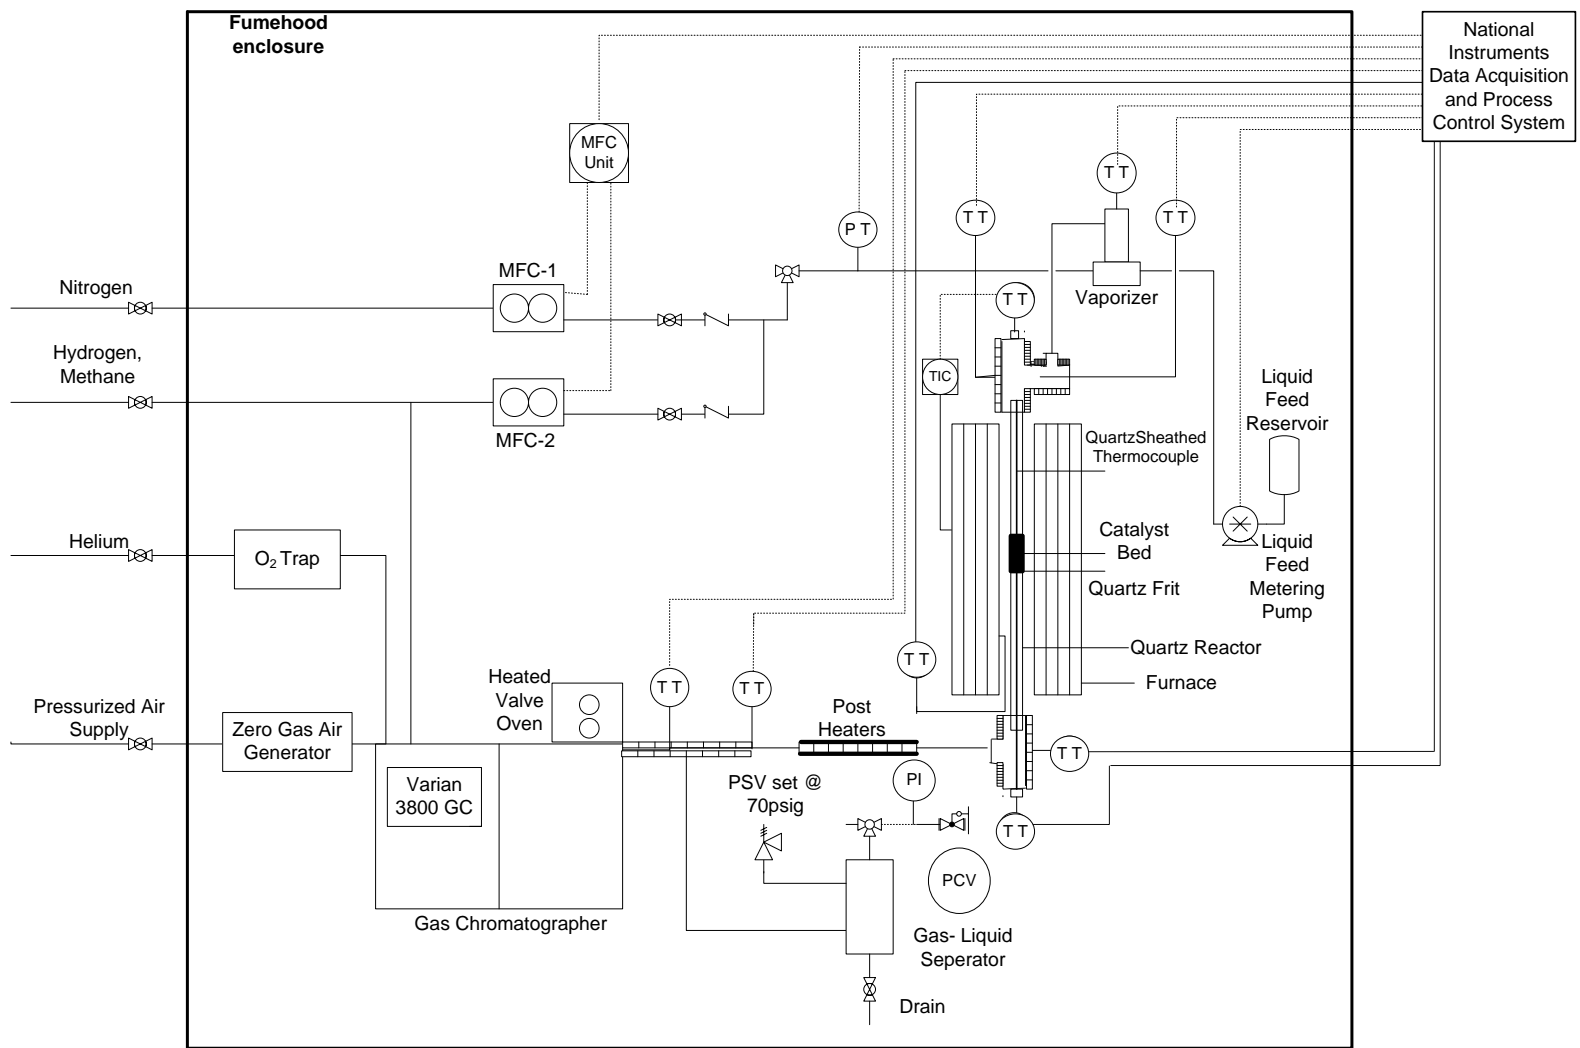 Fumehood
enclosure
National
Instruments
Data Acquisition
and Process
Control System
MFC
Unit
T T
T T
T T
P T
MFC-1
Nitrogen
Vaporizer
T T
Hydrogen,
Methane
TIC
MFC-2
Liquid
Feed
Reservoir
QuartzSheathed
Thermocouple
Helium
O2 Trap
Catalyst
Bed
Quartz Frit
Liquid
Feed
Metering
Pump
Quartz Reactor
T T
Furnace
Heated
Valve
Oven
T T
T T
Post
Heaters
Pressurized Air
Supply
Zero Gas Air
Generator
T T
Varian
3800 GC
PSV set @
70psig
PI
T T
PCV
Gas Chromatographer
Gas- Liquid
Seperator
Drain